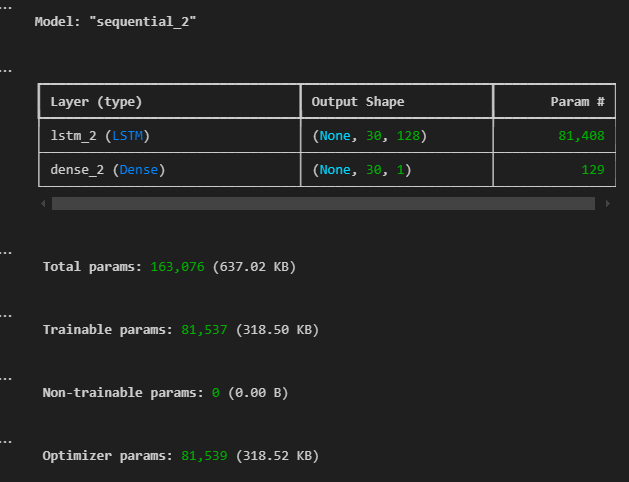 ...
Model: "sequential_2"
...
Layer (type) Output Shape Param #
lstm_2 (LSTM) (None, 30, 128) 81,408
dense_2 (Dense) (None, 30, 1) 129
...
Total params: 163,076 (637.02 KB)
...
Trainable params: 81,537 (318.50 KB)
...
Non-trainable params: 0 (0.00 B)
...
Optimizer params: 81,539 (318.52 KB)